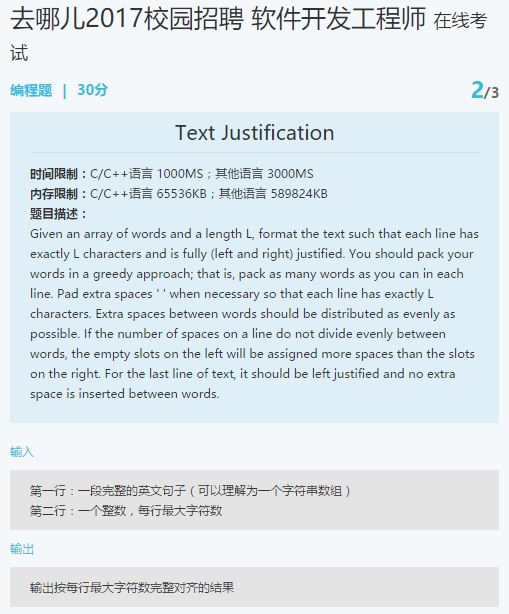 去哪儿2017校园招聘 软件开发工程师 在线考
试
编程题 | 30分 2/3
Text Justification
时间限制：C/C++语言 1000MS；其他语言 3000MS
内存限制：C/C++语言 65536KB；其他语言 589824KB
题目描述：
Given an array of words and a length L, format the text such that each line has
exactly L characters and is fully (left and right) justified. You should pack your
words in a greedy approach; that is, pack as many words as you can in each
line. Pad extra spaces ' ' when necessary so that each line has exactly L
characters. Extra spaces between words should be distributed as evenly as
possible. If the number of spaces on a line do not divide evenly between
words, the empty slots on the left will be assigned more spaces than the slots
on the right. For the last line of text, it should be left justified and no extra
space is inserted between words.
输入
第一行：一段完整的英文句子（可以理解为一个字符串数组）
第二行：一个整数，每行最大字符数
输出
输出按每行最大字符数完整对齐的结果